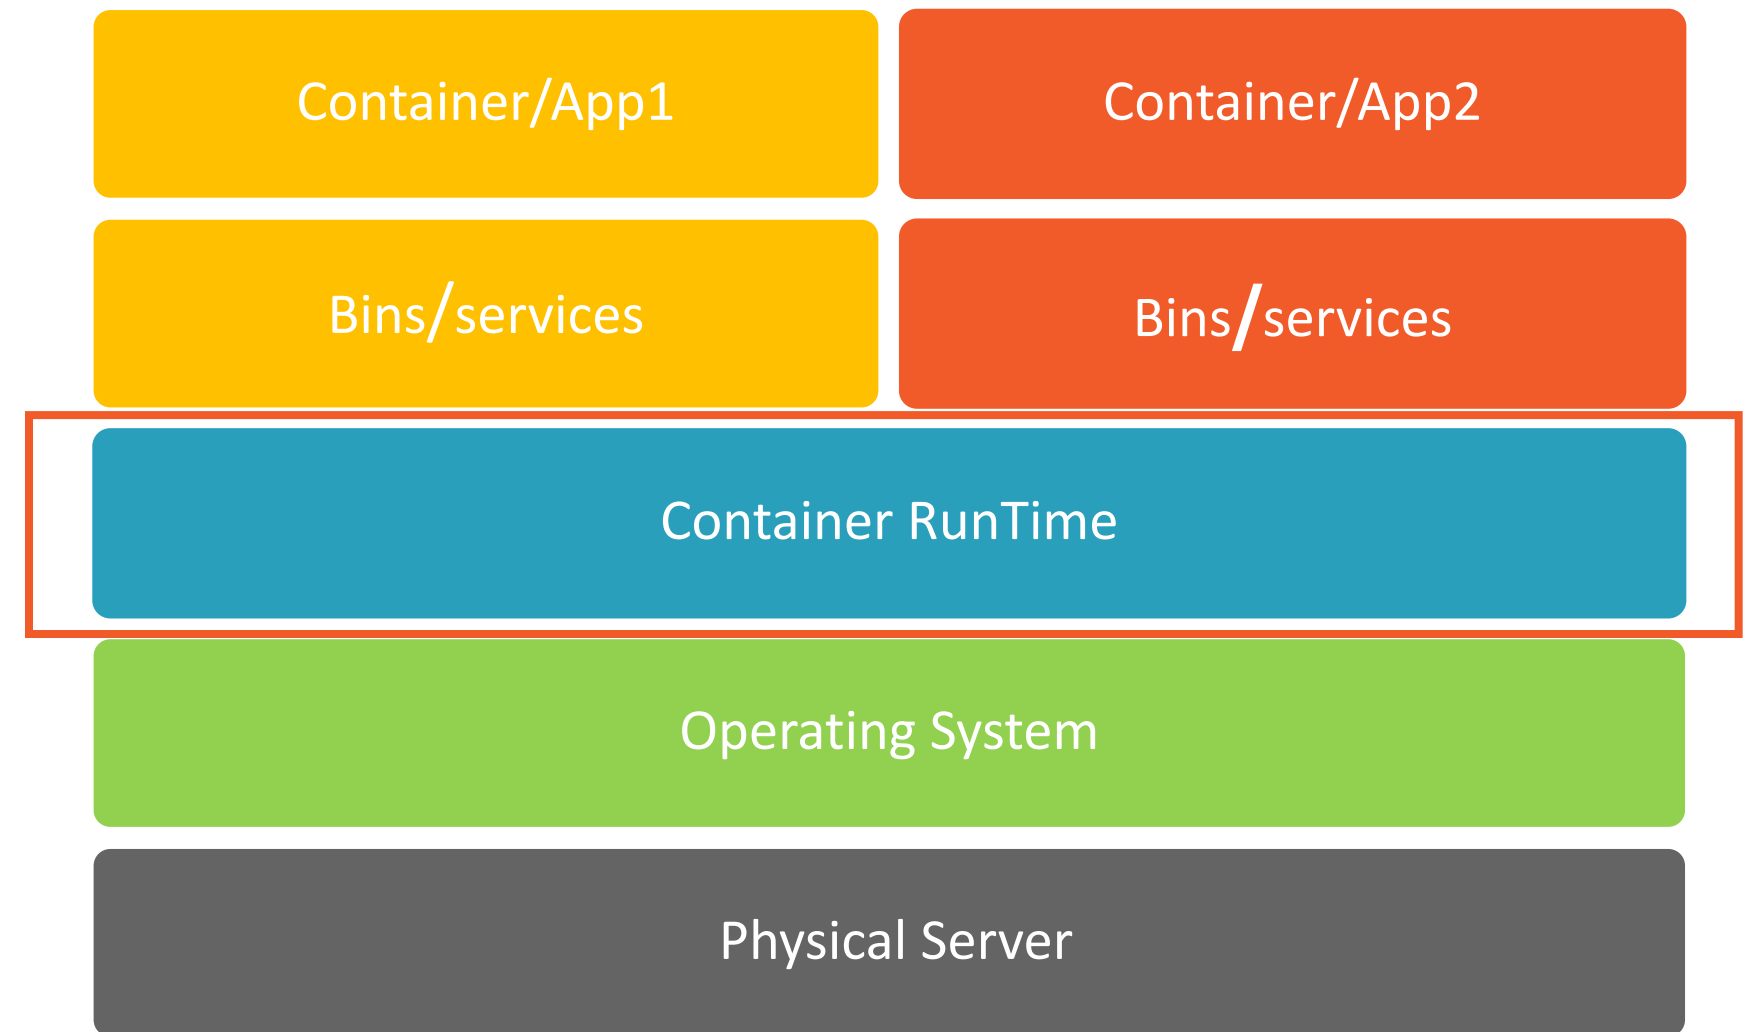 Container/App1
Container/App2
Bins/services
Bins/services
Container RunTime
Operating System
Physical Server